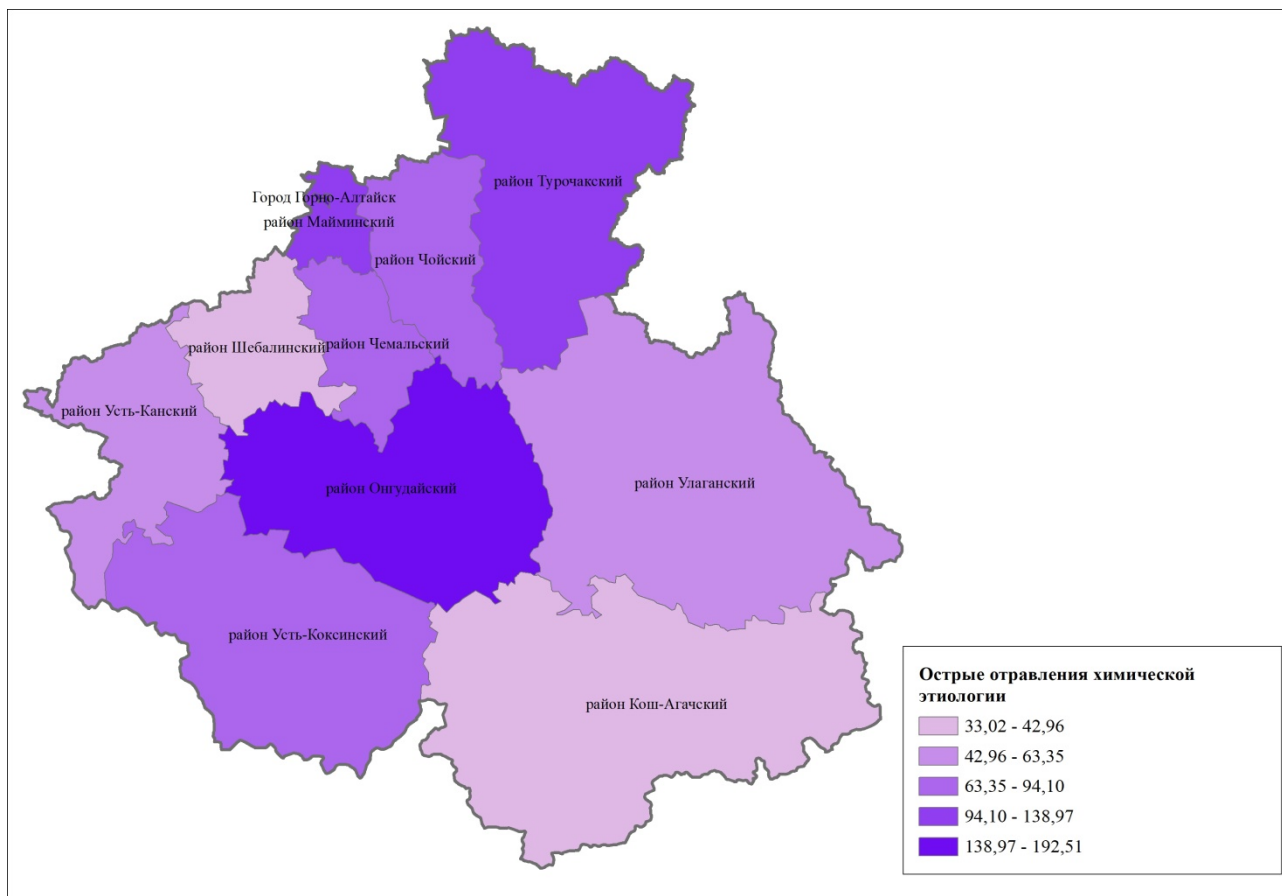 район Турочакский
Город Горно-Алтайск
район Майминский
район Чойский
район Шебалинский
район Чемальский
район Усть-Канский
район Онгудайский
район Улаганский
район Усть-Коксинский
район Кош-Агачский
Острые отравления химической
этиологии
33,02 - 42,96
42,96 - 63,35
63,35 - 94,10
94,10 - 138,97
138,97 - 192,51